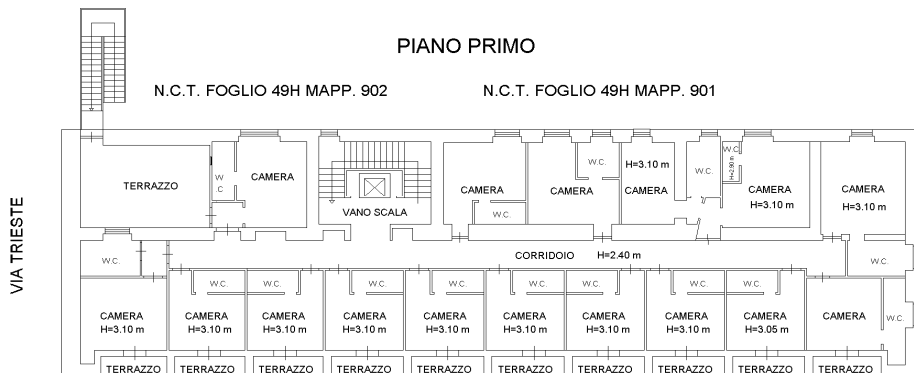 PIANO PRIMO
N.C.T. FOGLIO 49H MAPP. 902
N.C.T. FOGLIO 49H MAPP. 901
VIA TRIESTE
TERRAZZO
W.C
CAMERA
VANO SCALA
CAMERA
W.C.
CAMERA
W.C.
H=3.10 m
CAMERA
W.C.
W.C.
H=2.90 m
CAMERA
H=3.10 m
CAMERA
H=3.10 m
W.C.
CORRIDOIO H=2.40 m
W.C.
W.C.
W.C.
W.C.
W.C.
W.C.
W.C.
W.C.
W.C.
CAMERA
H=3.10 m
CAMERA
H=3.10 m
CAMERA
H=3.10 m
CAMERA
H=3.10 m
CAMERA
H=3.10 m
CAMERA
H=3.10 m
CAMERA
H=3.10 m
CAMERA
H=3.10 m
CAMERA
H=3.05 m
CAMERA
W.C.
TERRAZZO
TERRAZZO
TERRAZZO
TERRAZZO
TERRAZZO
TERRAZZO
TERRAZZO
TERRAZZO
TERRAZZO
TERRAZZO